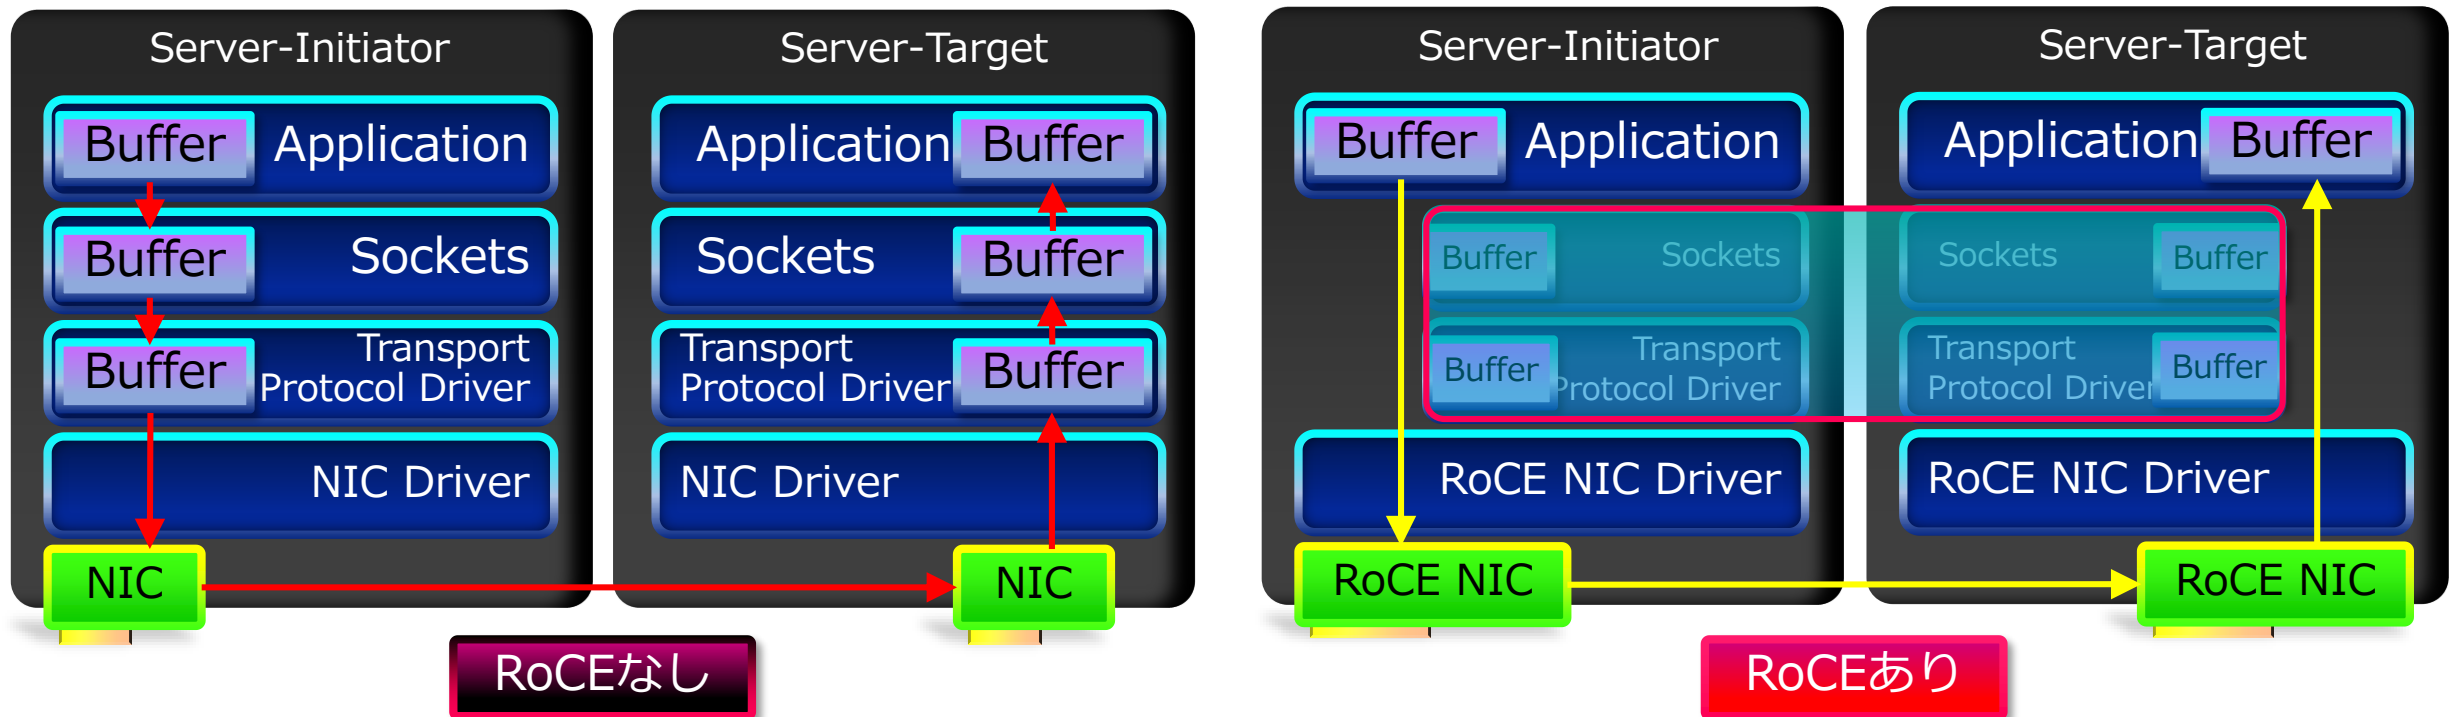 Server-Initiator
Buffer
Application
Buffer
Sockets
Buffer
Transport
Protocol Driver
NIC Driver
NIC
Server-Target
Application
Buffer
Sockets
Buffer
Transport
Protocol Driver
Buffer
NIC Driver
NIC
RoCEなし
Server-Initiator
Buffer
Application
Buffer
Sockets
Buffer
Transport
Protocol Driver
RoCE NIC Driver
RoCE NIC
Server-Target
Application
Buffer
Sockets
Buffer
Transport
Protocol Driver
Buffer
RoCE NIC Driver
RoCE NIC
RoCEあり